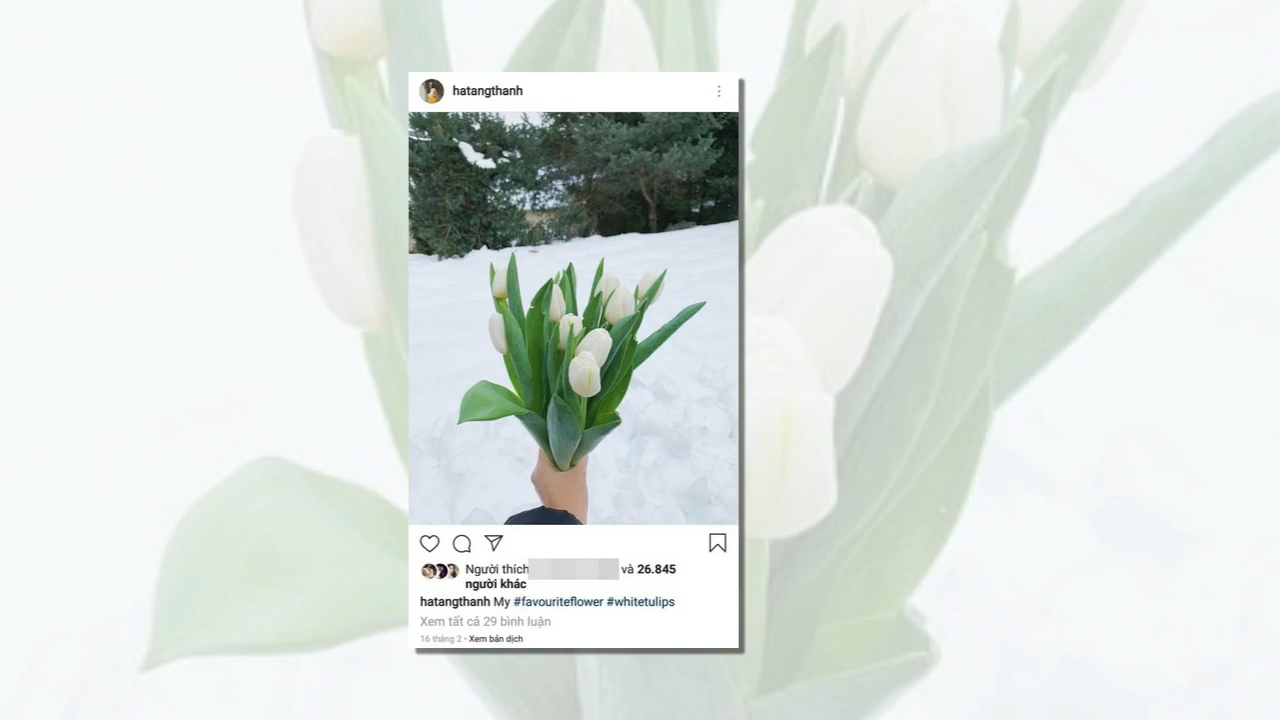 hatangthanh
Người thích và 26.845
người khác
hatangthanh My #favouriteflower #whitetulips
Xem tất cả 29 bình luận
16 tháng 2 • Xem bản dịch